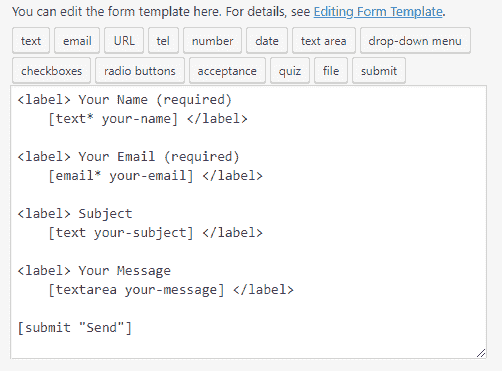 You can edit the form template here. For details, see Editing Form Template.
text email URL tel number date text area drop-down menu
checkboxes radio buttons acceptance quiz file submit
<label> Your Name (required)
[text* your-name] </label>
<label> Your Email (required)
[email* your-email] </label>
<label> Subject
[text your-subject] </label>
<label> Your Message
[textarea your-message] </label>
[submit "Send"]